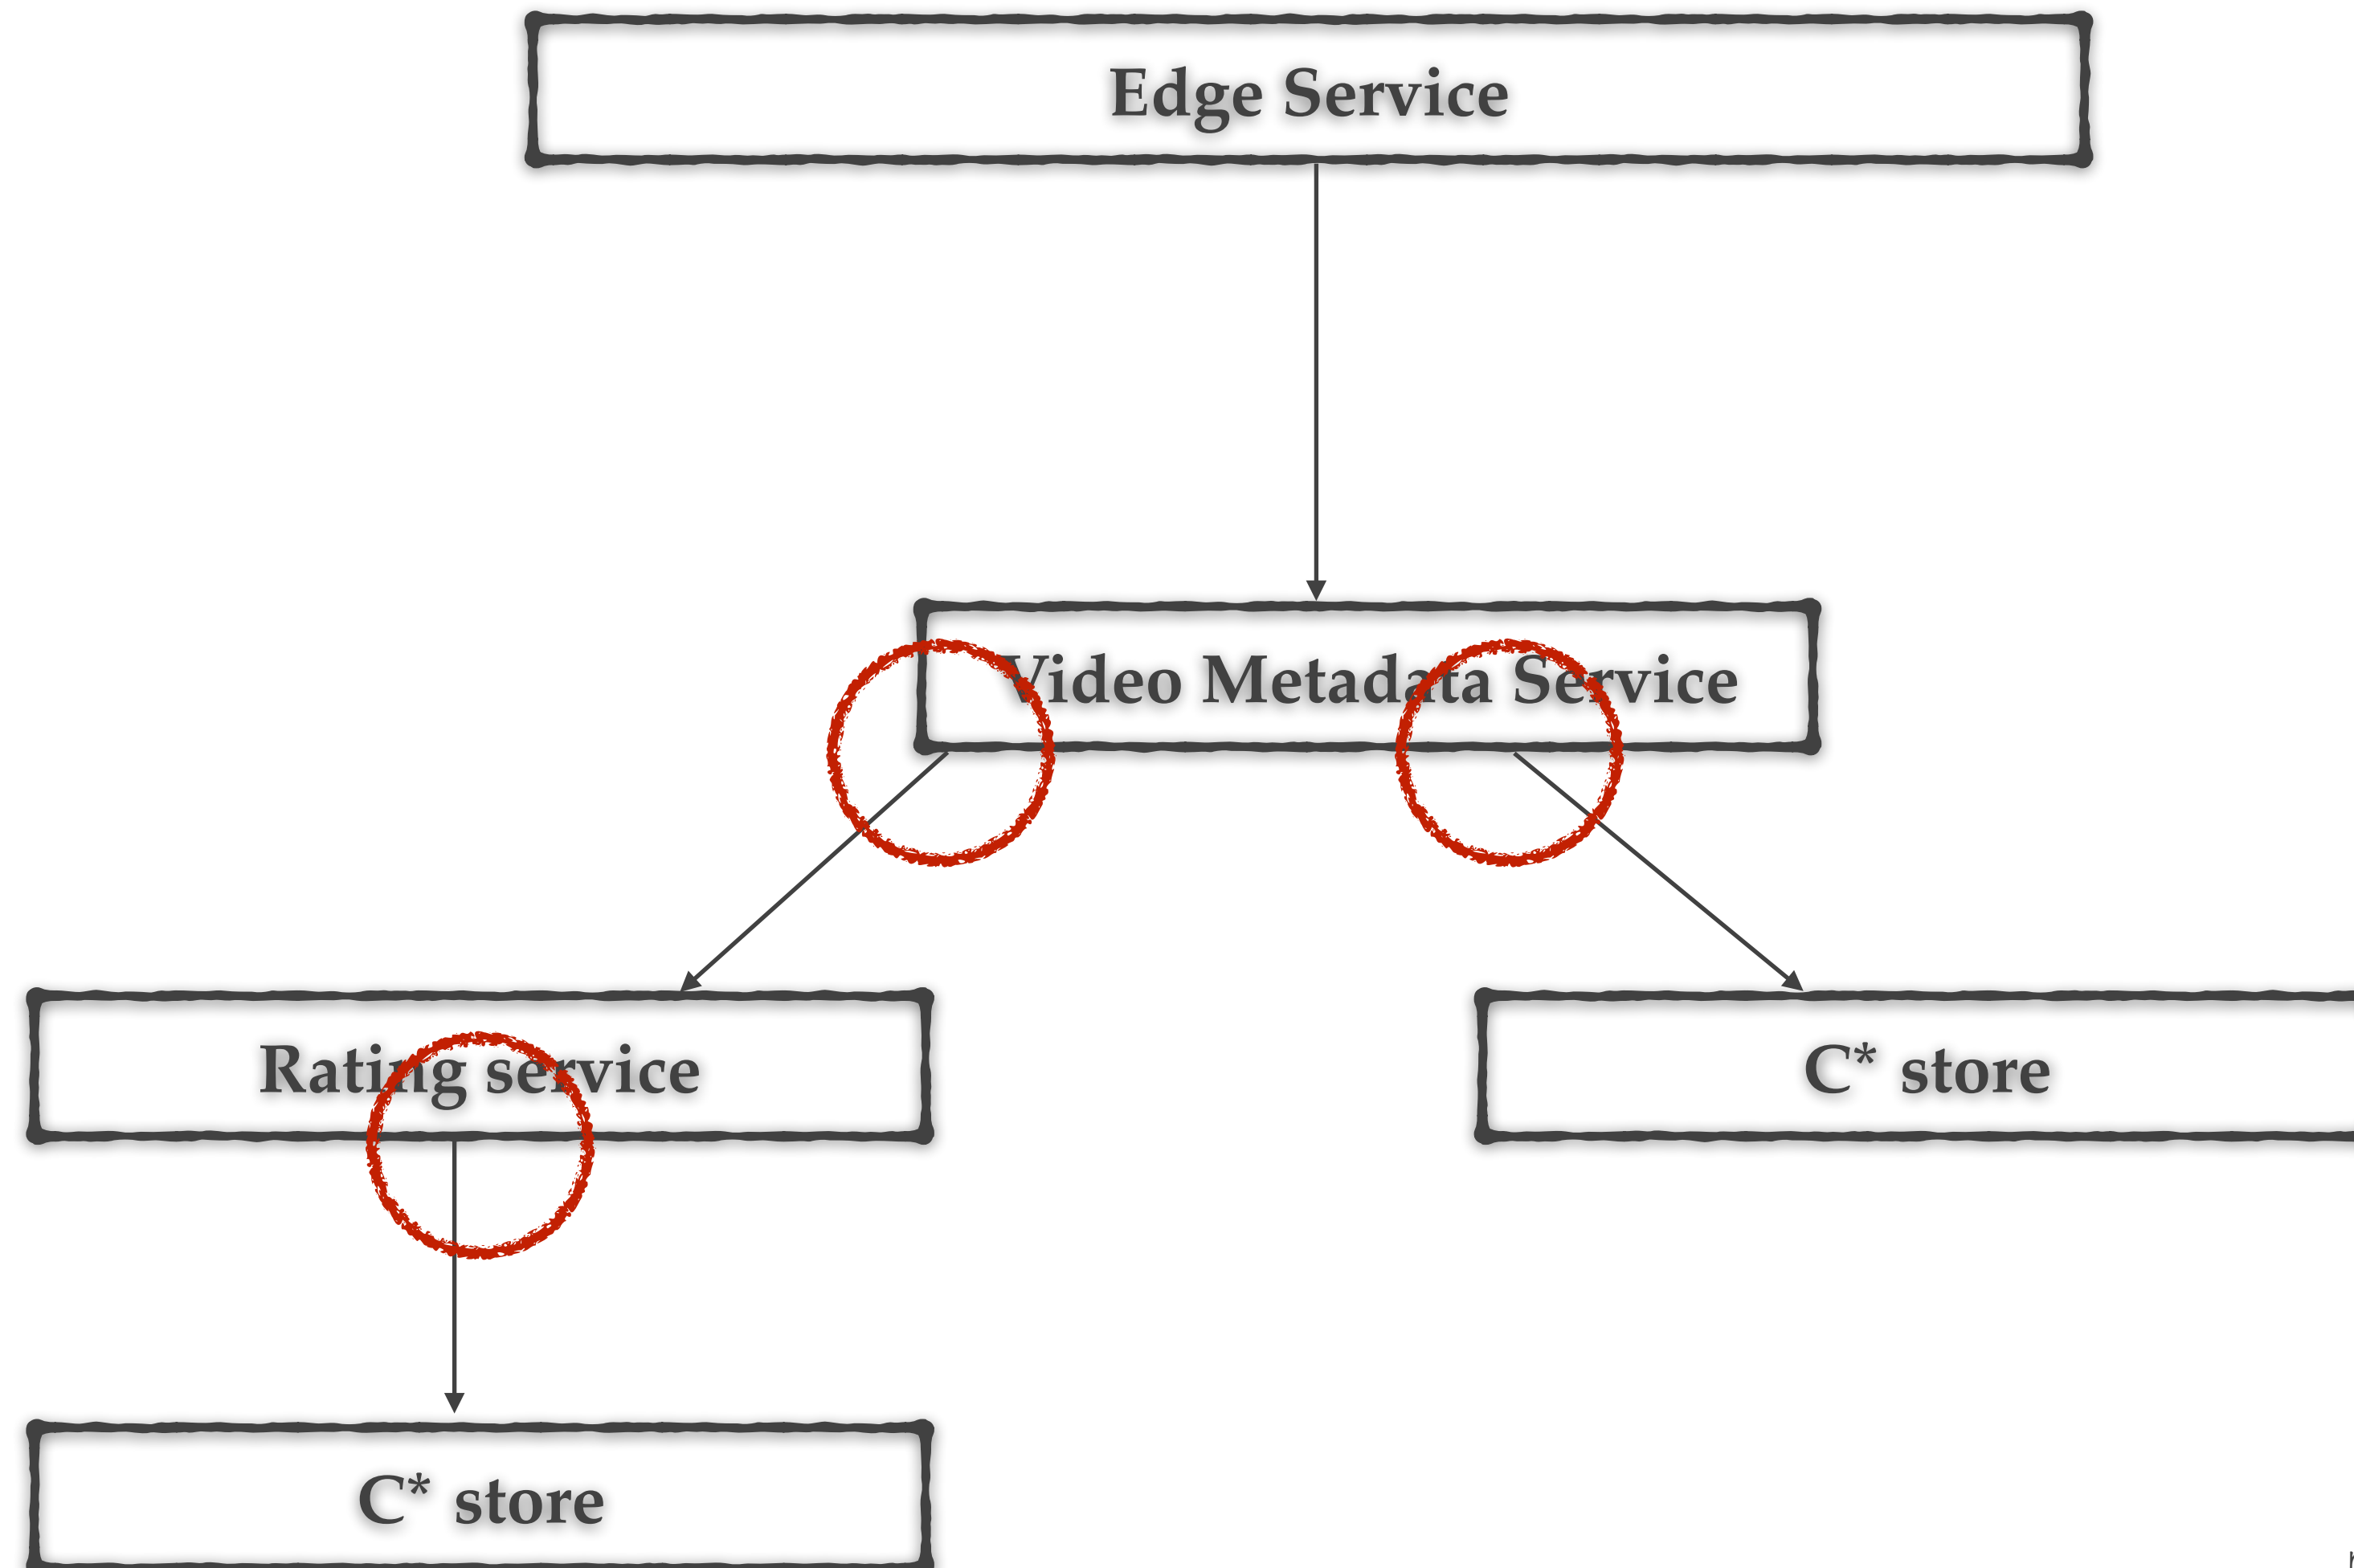 Edge Service
Video Metadata Service
Rating service
C* store
C* store